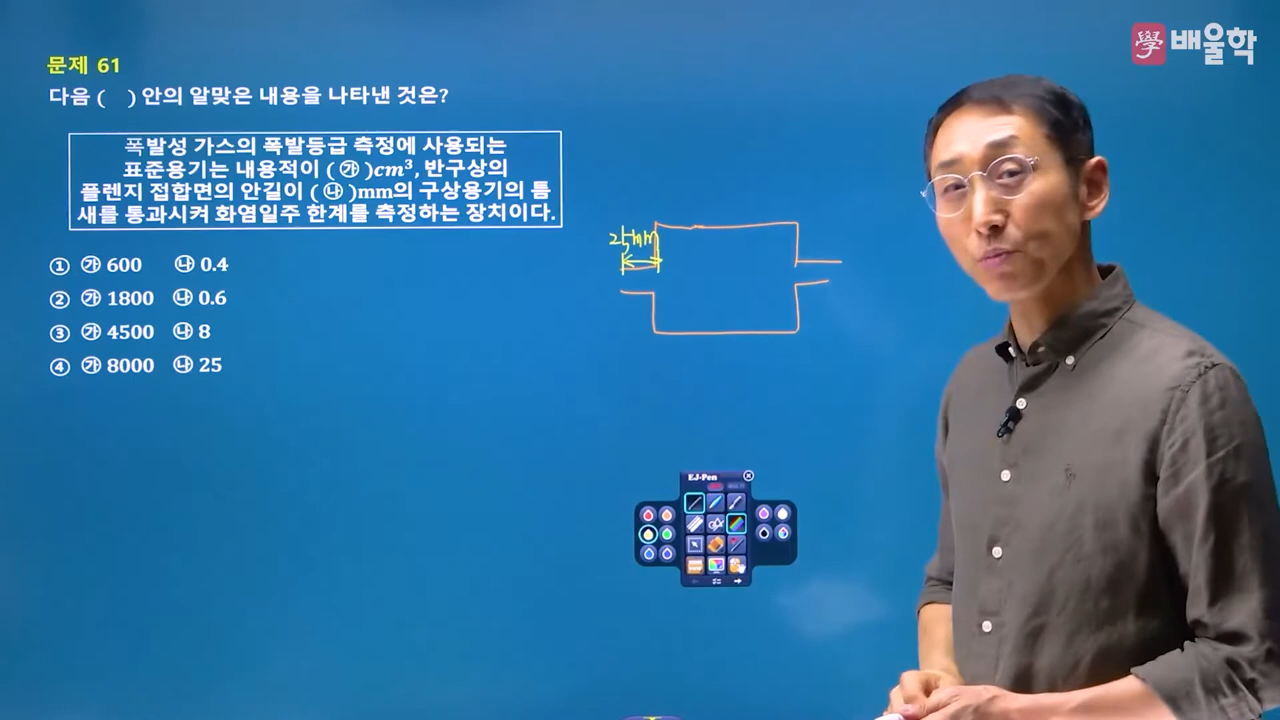 學 배울학
문제 61
다음 ( ) 안의 알맞은 내용을 나타낸 것은?
폭발성 가스의 폭발등급 측정에 사용되는
표준용기는 내용적이 ( ㉮ )cm³, 반구상의
플렌지 접합면의 안길이 ( ㉯ )mm의 구상용기의 틈
새를 통과시켜 화염일주 한계를 측정하는 장치이다.
① ㉮ 600 ㉯ 0.4
② ㉮ 1800 ㉯ 0.6
③ ㉮ 4500 ㉯ 8
④ ㉮ 8000 ㉯ 25
25mm
EJ-Pen